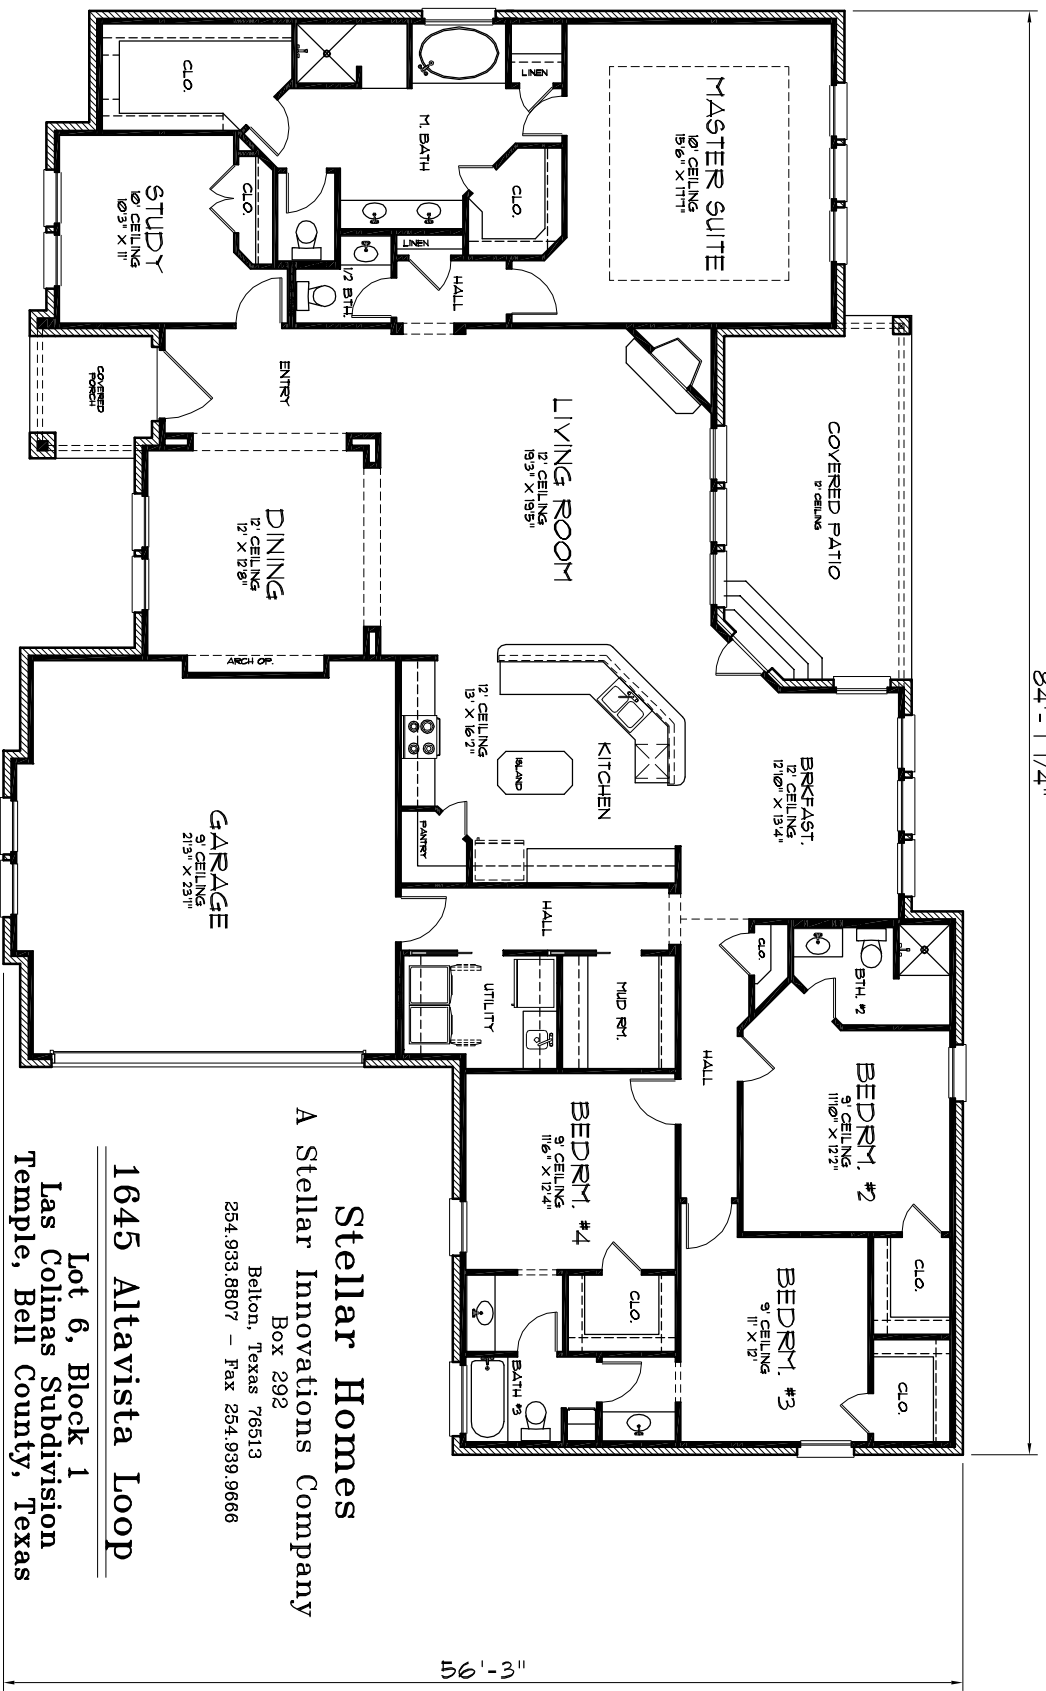 84'-1 1/4"
COVERED PATIO
12' CEILING
MASTER SUITE
10' CEILING
15'6" X 17'1"
BRKFAST.
12' CEILING
12'10" X 13'4"
BTH. #2
CLO.
BEDRM. #2
9' CEILING
11'10" X 12'2"
CLO.
CLO.
BEDRM. #3
9' CEILING
11' X 12'
LINEN
CLO.
LIVING ROOM
12' CEILING
19'3" X 19'5"
KITCHEN
12' CEILING
13' X 16'2"
ISLAND
PANTRY
HALL
MUD RM.
UTILITY
HALL
BEDRM. #4
9' CEILING
11'6" X 12'4"
CLO.
BATH #3
M. BATH
LINEN
HALL
1/2 BTH.
CLO.
CLO.
STUDY
10' CEILING
10'3" X 11'
ENTRY
COVERED
PORCH
DINING
12' CEILING
12' X 12'8"
ARCH OP.
GARAGE
9' CEILING
21'3" X 23'1"
56'-3"
Stellar Homes
A Stellar Innovations Company
Box 292
Belton, Texas 76513
254.933.8807 - Fax 254.939.9666
1645 Altavista Loop
Lot 6, Block 1
Las Colinas Subdivision
Temple, Bell County, Texas